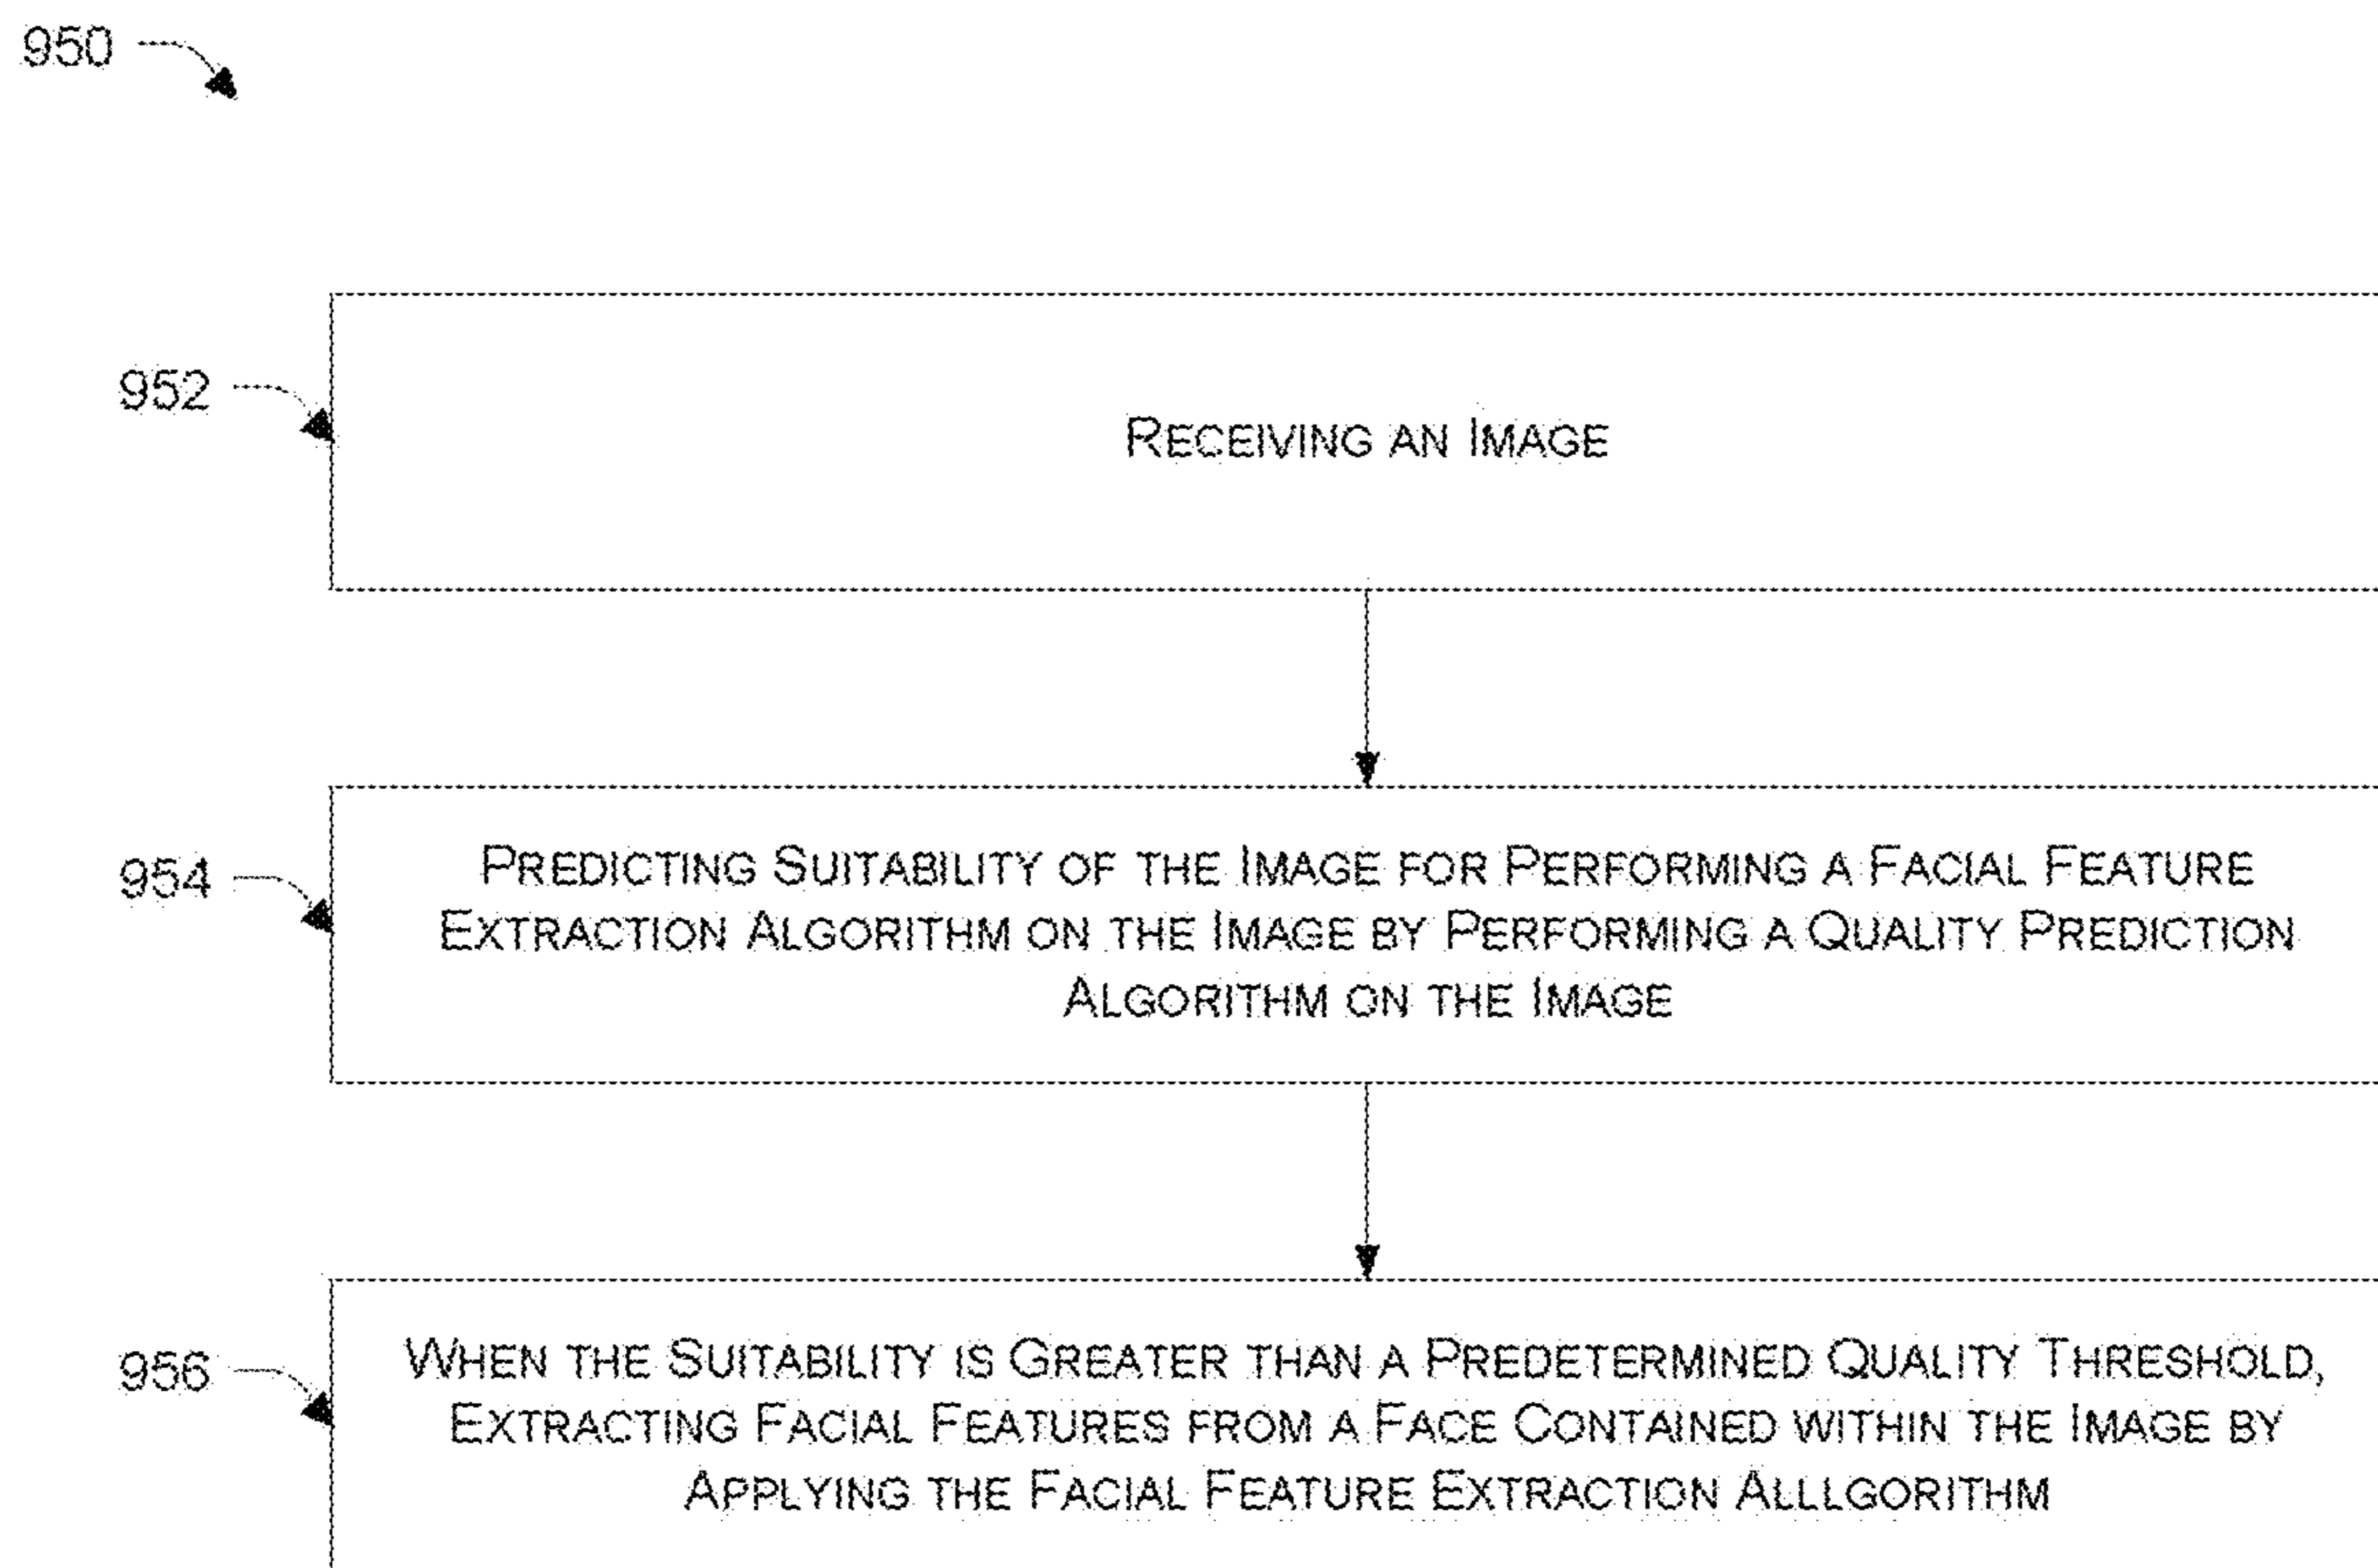 950
952
RECEIVING AN IMAGE
954
PREDICTING SUITABILITY OF THE IMAGE FOR PERFORMING A FACIAL FEATURE
EXTRACTION ALGORITHM ON THE IMAGE BY PERFORMING A QUALITY PREDICTION
ALGORITHM ON THE IMAGE
956
WHEN THE SUITABILITY IS GREATER THAN A PREDETERMINED QUALITY THRESHOLD,
EXTRACTING FACIAL FEATURES FROM A FACE CONTAINED WITHIN THE IMAGE BY
APPLYING THE FACIAL FEATURE EXTRACTION ALLLGORITHM